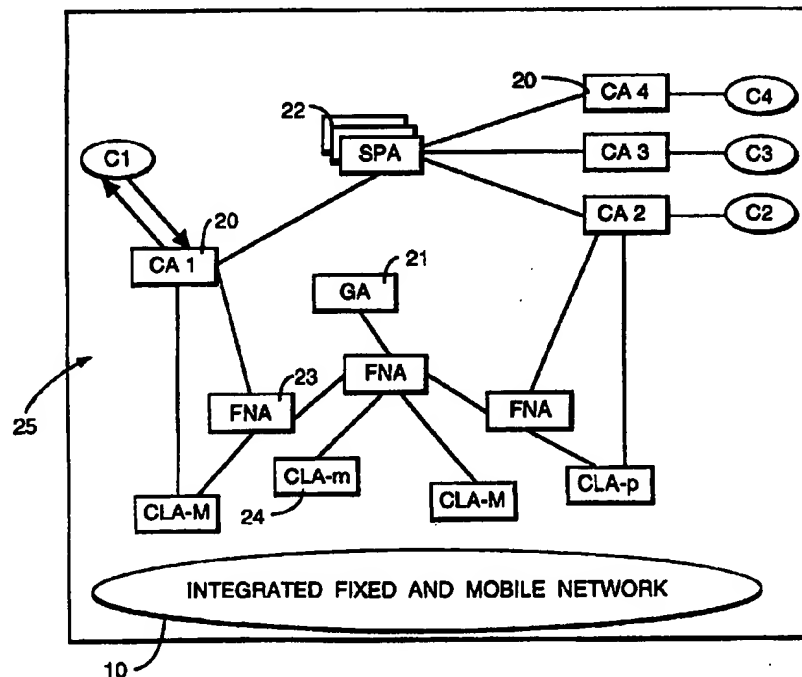 20
CA 4
C4
22
SPA
CA 3
C3
C1
CA 2
C2
20
CA 1
21
GA
FNA
23
FNA
FNA
25
CLA-m
CLA-p
CLA-M
24
CLA-M
INTEGRATED FIXED AND MOBILE NETWORK
10